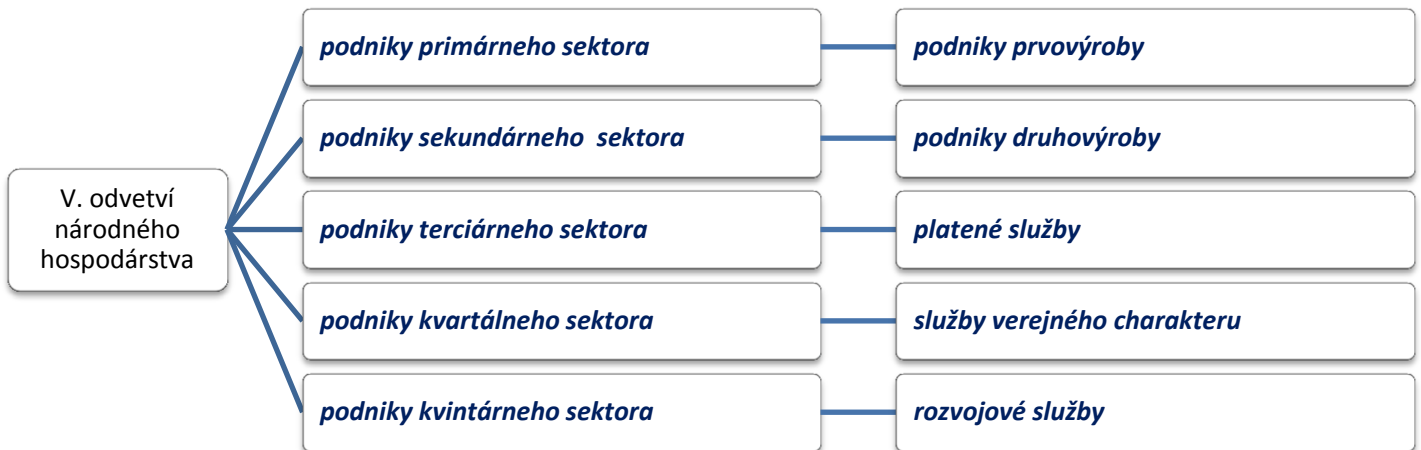 V. odvetví
národného
hospodárstva
podniky primárneho sektora
podniky prvovýroby
podniky sekundárneho  sektora
podniky druhovýroby
podniky terciárneho sektora
platené služby
podniky kvartálneho sektora
služby verejného charakteru
podniky kvintárneho sektora
rozvojové služby